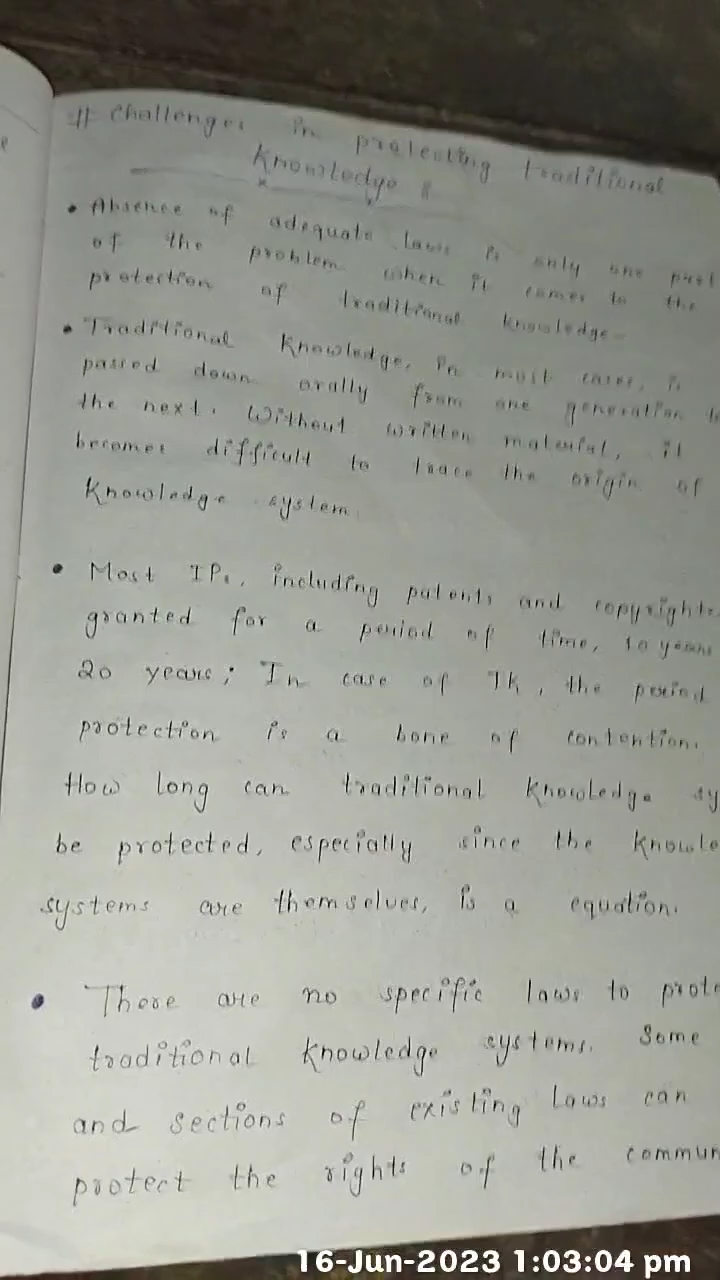 # Challenges in protecting traditional
Knowledge :
• Absence of adequate laws is only one part
of the problem when it comes to the
protection of traditional knowledge.
• Traditional Knowledge, in most cases, is
passed down orally from one generation to
the next. Without written material, it
becomes difficult to trace the origin of
Knowledge system.
• Most IPs, including patents and copyrights
granted for a period of time, 10 years
20 years; In case of TK, the period
protection is a bone of contention.
How long can traditional knowledge sy
be protected, especially since the knowle
systems are themselves, is a equation.
• There are no specific laws to prote
traditional knowledge systems. Some
and sections of existing laws can
protect the rights of the commun
16-Jun-2023 1:03:04 pm